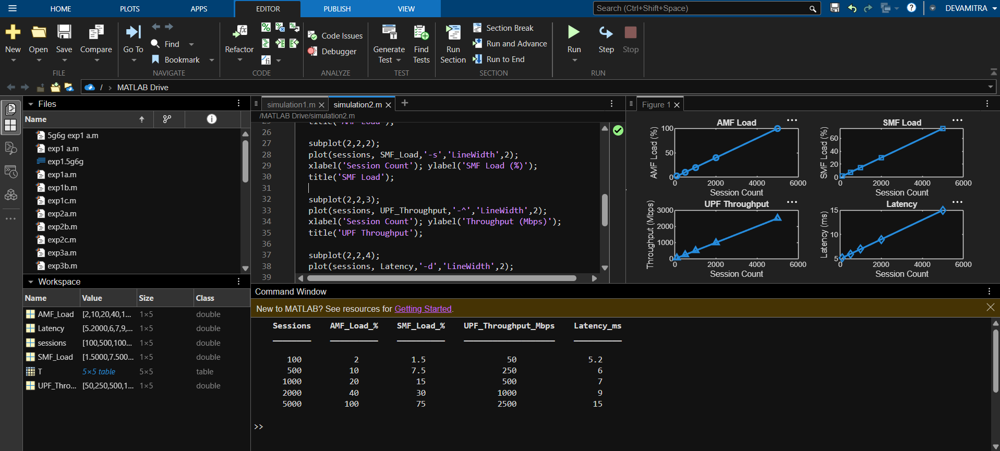 HOME PLOTS APPS EDITOR PUBLISH VIEW Search (Ctrl+Shift+Space) DEVAMITRA
New Open Save Compare Go To Find Bookmark Refactor Code Issues Debugger Generate Test Find Tests Run Section Section Break Run and Advance Run to End Run Step Stop
FILE NAVIGATE CODE ANALYZE TEST SECTION RUN
/ › MATLAB Drive
Files
Name
5g6g exp1 a.m
exp1 a.m
exp1.5g6g
exp1a.m
exp1b.m
exp1c.m
exp2a.m
exp2b.m
exp2c.m
exp3a.m
exp3b.m
Workspace
Name Value Size Class
AMF_Load [2,10,20,40,1... 1×5 double
Latency [5.2000,6,7,9,... 1×5 double
sessions [100,500,100... 1×5 double
SMF_Load [1.5000,7.500... 1×5 double
T 5×5 table 5×5 table
UPF_Thro... [50,250,500,1... 1×5 double
simulation1.m simulation2.m
/MATLAB Drive/simulation2.m
25 title('AMF Load');
26
27 subplot(2,2,2);
28 plot(sessions, SMF_Load,'-s','LineWidth',2);
29 xlabel('Session Count'); ylabel('SMF Load (%)');
30 title('SMF Load');
31
32 subplot(2,2,3);
33 plot(sessions, UPF_Throughput,'-^','LineWidth',2);
34 xlabel('Session Count'); ylabel('Throughput (Mbps)');
35 title('UPF Throughput');
36
37 subplot(2,2,4);
38 plot(sessions, Latency,'-d','LineWidth',2);
39
Figure 1
AMF Load
AMF Load (%)
100
50
0
0 2000 4000 6000
Session Count
SMF Load
SMF Load (%)
60
40
20
0
0 2000 4000 6000
Session Count
UPF Throughput
Throughput (Mbps)
3000
2000
1000
0
0 2000 4000 6000
Session Count
Latency
Latency (ms)
15
10
5
0 2000 4000 6000
Session Count
Command Window
New to MATLAB? See resources for Getting Started.
Sessions AMF_Load_% SMF_Load_% UPF_Throughput_Mbps Latency_ms
100 2 1.5 50 5.2
500 10 7.5 250 6
1000 20 15 500 7
2000 40 30 1000 9
5000 100 75 2500 15
>>